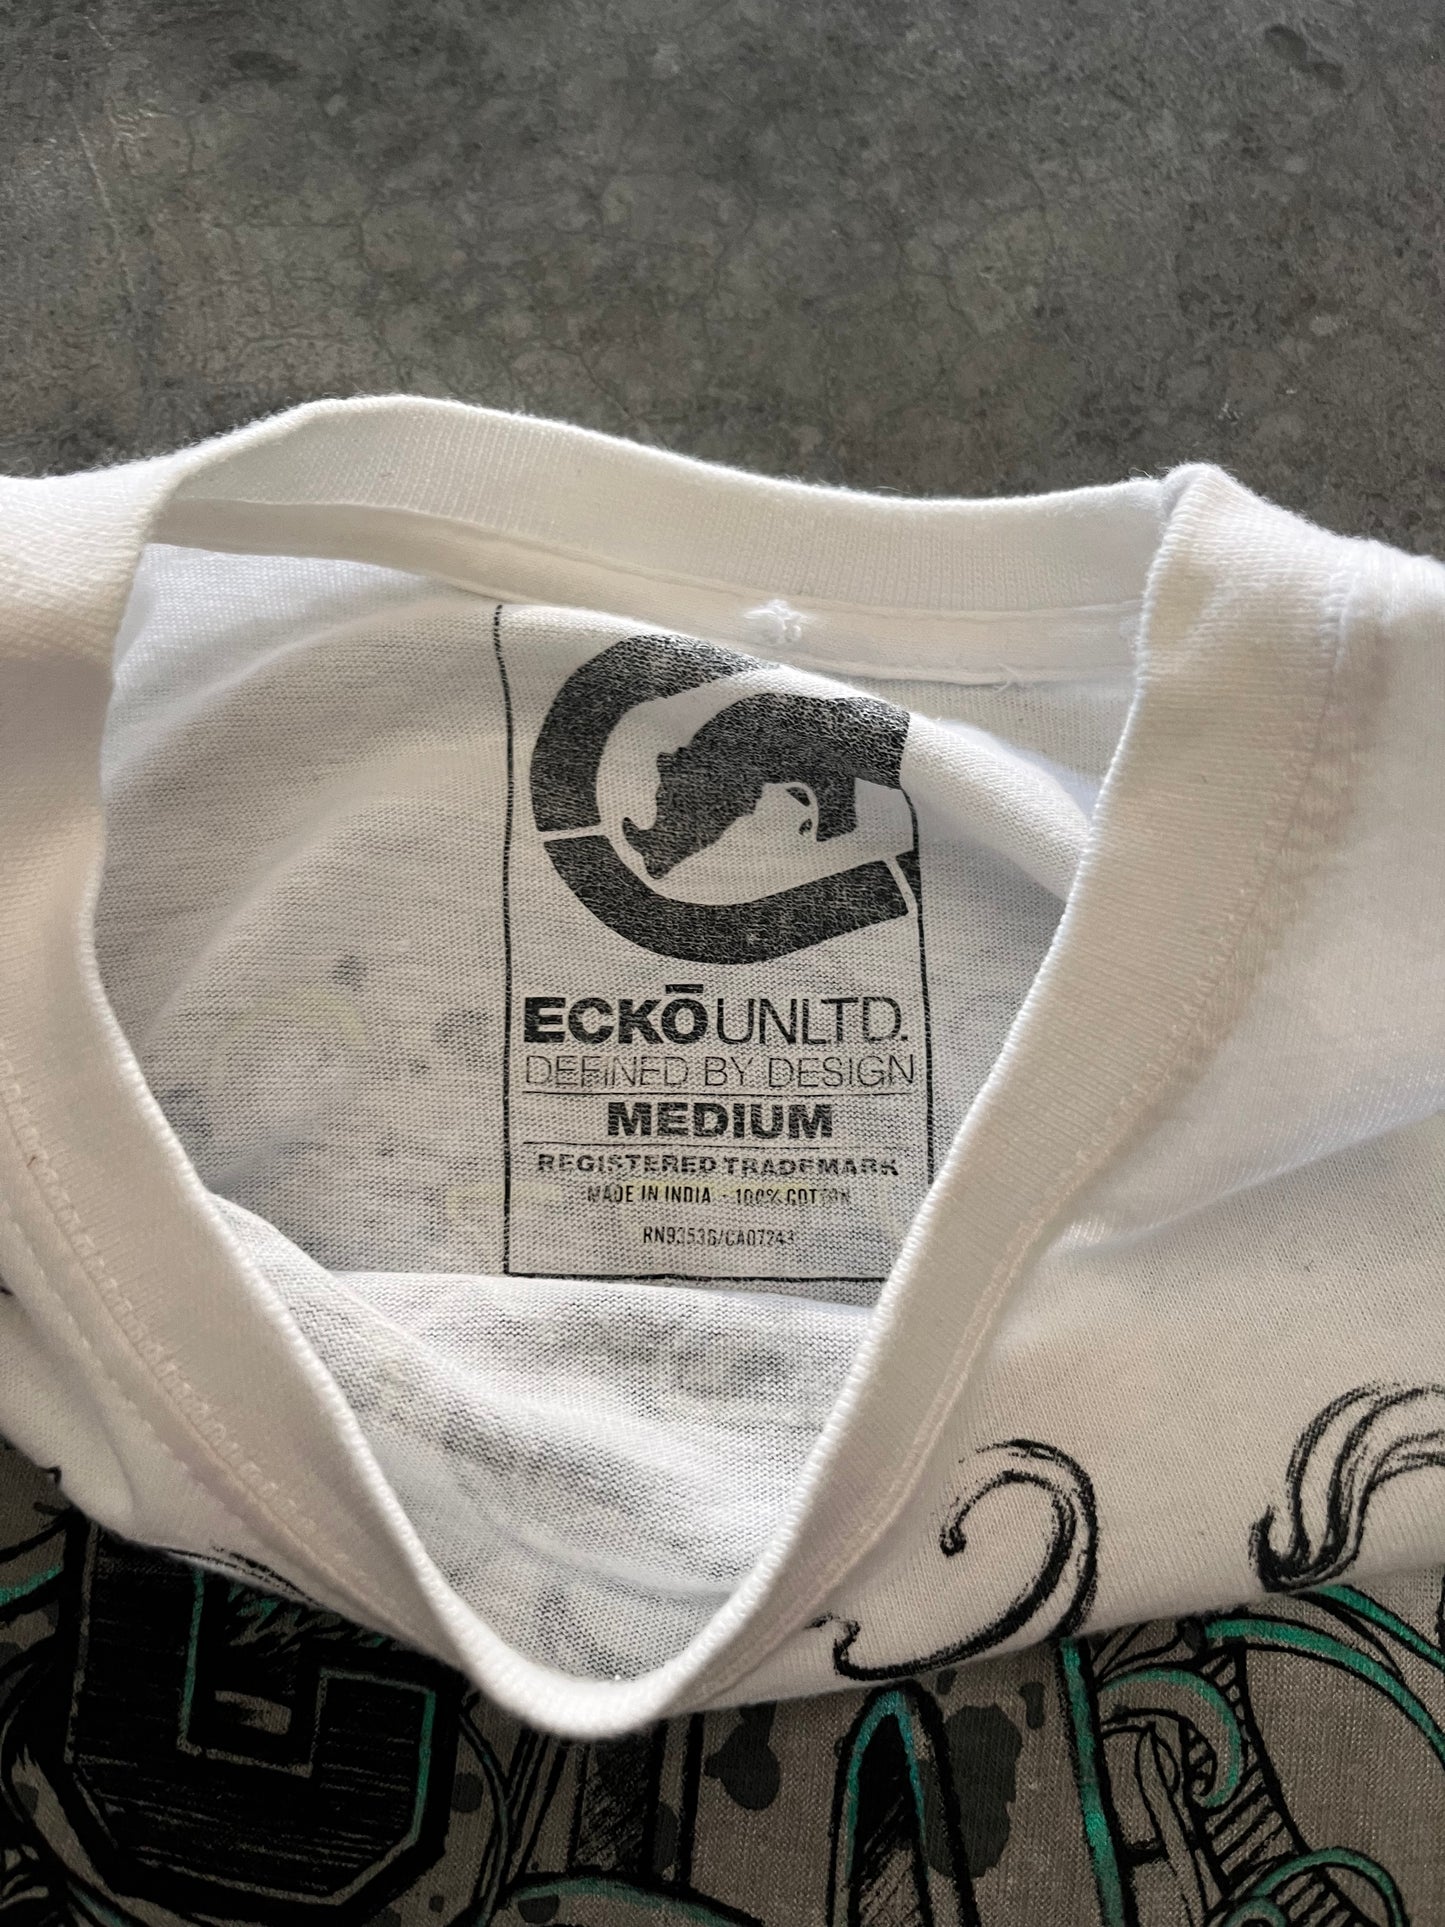 ECKŌUNLTD.
DEFINED BY DESIGN
MEDIUM
REGISTERED TRADEMARK
MADE IN INDIA - 100% COTTON
RN93536/CA07243